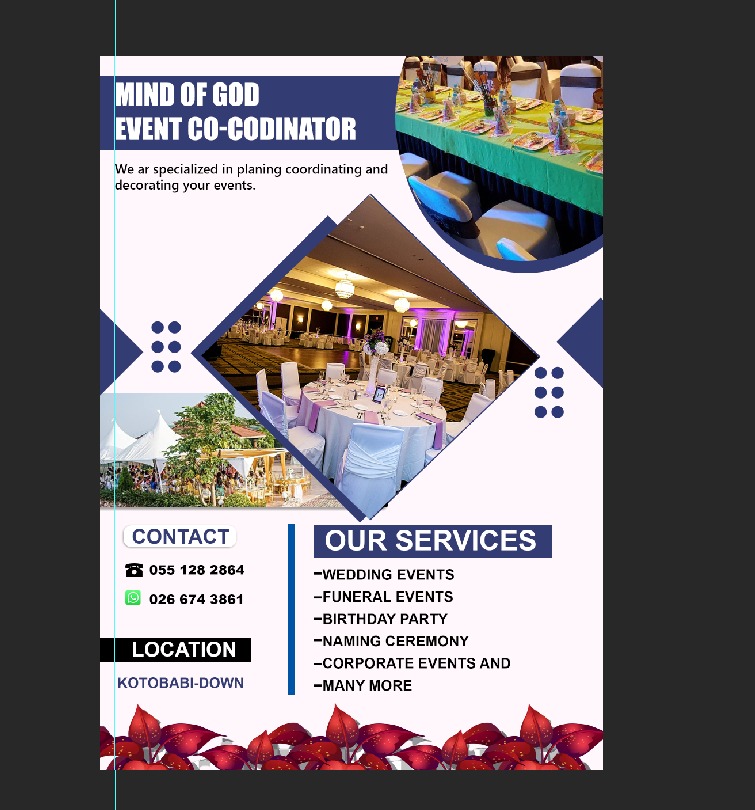 MIND OF GOD
EVENT CO-CODINATOR
We ar specialized in planing coordinating and
decorating your events.
CONTACT
055 128 2864
026 674 3861
LOCATION
KOTOBABI-DOWN
OUR SERVICES
–WEDDING EVENTS
–FUNERAL EVENTS
–BIRTHDAY PARTY
–NAMING CEREMONY
–CORPORATE EVENTS AND
–MANY MORE